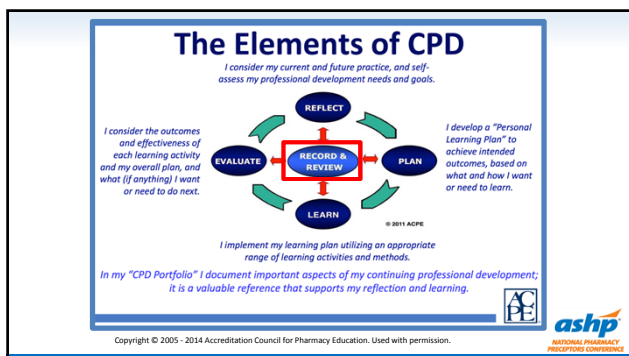 The Elements of CPD
I consider my current and future practice, and self-
assess my professional development needs and goals.
REFLECT
I consider the outcomes
and effectiveness of
each learning activity
and my overall plan, and
what (if anything) I want
or need to do next.
EVALUATE
RECORD &
REVIEW
PLAN
I develop a “Personal
Learning Plan” to
achieve intended
outcomes, based on
what and how I want
or need to learn.
LEARN
© 2011 ACPE
I implement my learning plan utilizing an appropriate
range of learning activities and methods.
In my “CPD Portfolio” I document important aspects of my continuing professional development;
it is a valuable reference that supports my reflection and learning.
ACPE
Copyright © 2005 - 2014 Accreditation Council for Pharmacy Education. Used with permission.
ashp
NATIONAL PHARMACY
PRECEPTORS CONFERENCE